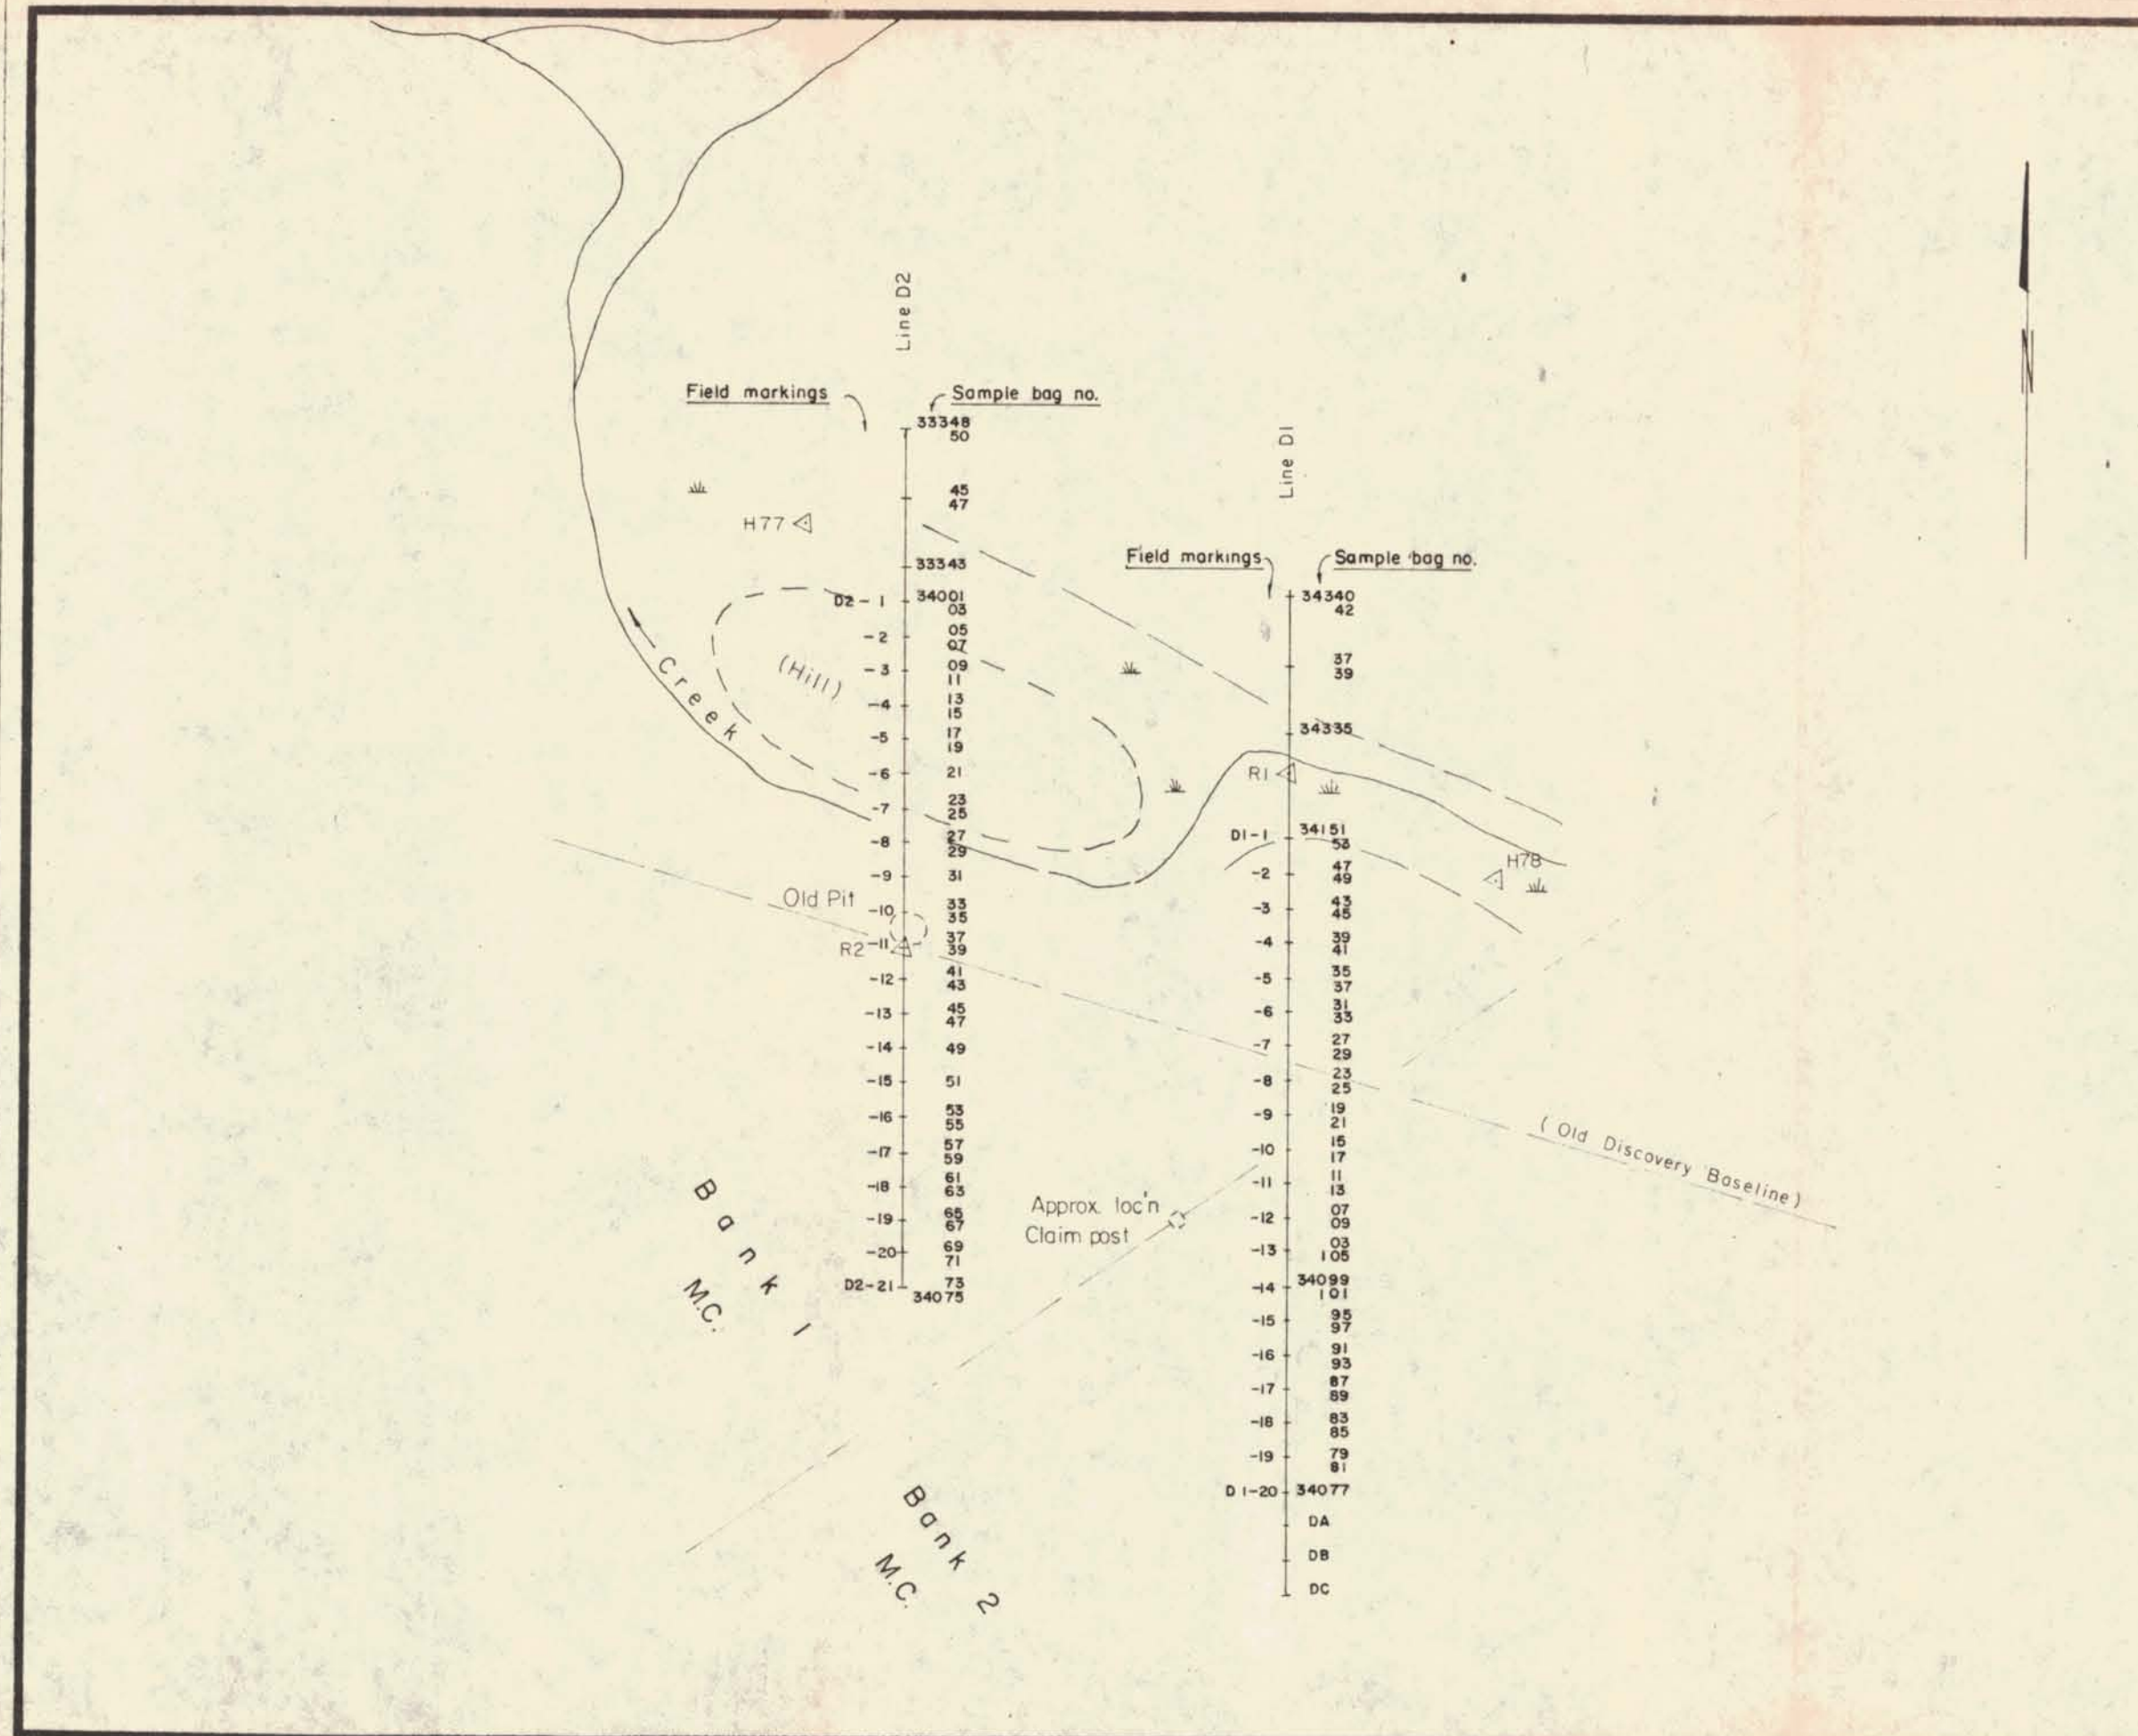 N
Line D2
Field markings
Sample bag no.
33348
50
45
47
H77
33343
D2-1 34001
03
-2 05
07
-3 09
11
-4 13
15
-5 17
19
-6 21
-7 23
25
-8 27
29
-9 31
-10 33
35
-11 37
39
-12 41
43
-13 45
47
-14 49
-15 51
-16 53
55
-17 57
59
-18 61
63
-19 65
67
-20 69
71
D2-21 73
34075
(Hill)
Creek
Old Pit
R2
Line D1
Field markings
Sample bag no.
34340
42
37
39
34335
R1
D1-1 34151
53
H78
-2 47
49
-3 43
45
-4 39
41
-5 35
37
-6 31
33
-7 27
29
-8 23
25
-9 19
21
-10 15
17
-11 11
13
-12 07
09
-13 03
105
-14 34099
101
-15 95
97
-16 91
93
-17 87
89
-18 83
85
-19 79
81
D1-20 34077
DA
DB
DC
(Old Discovery Baseline)
Approx. loc'n
Claim post
Bank 1
M.C.
Bank 2
M.C.